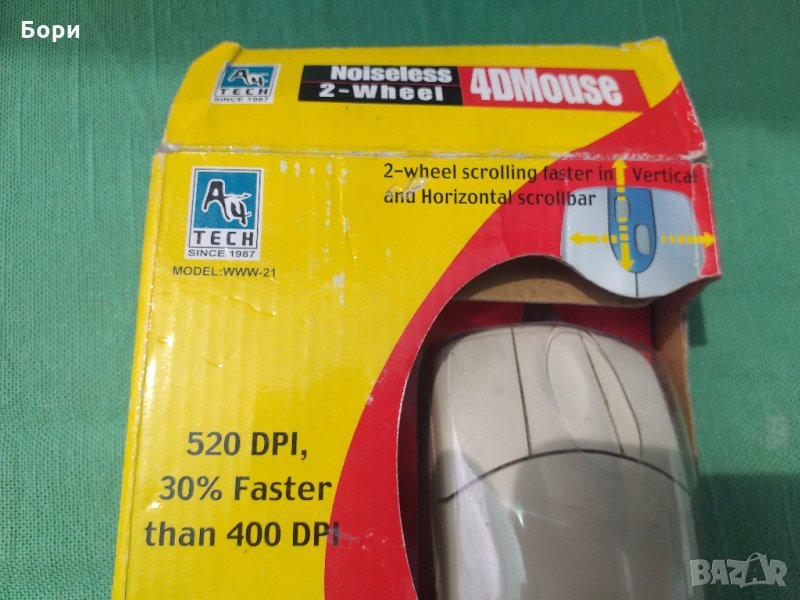 Бори
A4
TECH
SINCE 1987
Noiseless
2-Wheel
4DMouse
2-wheel scrolling faster in Vertical
and Horizontal scrollbar
A4
TECH
SINCE 1987
MODEL:WWW-21
520 DPI,
30% Faster
than 400 DPI
BAZAR